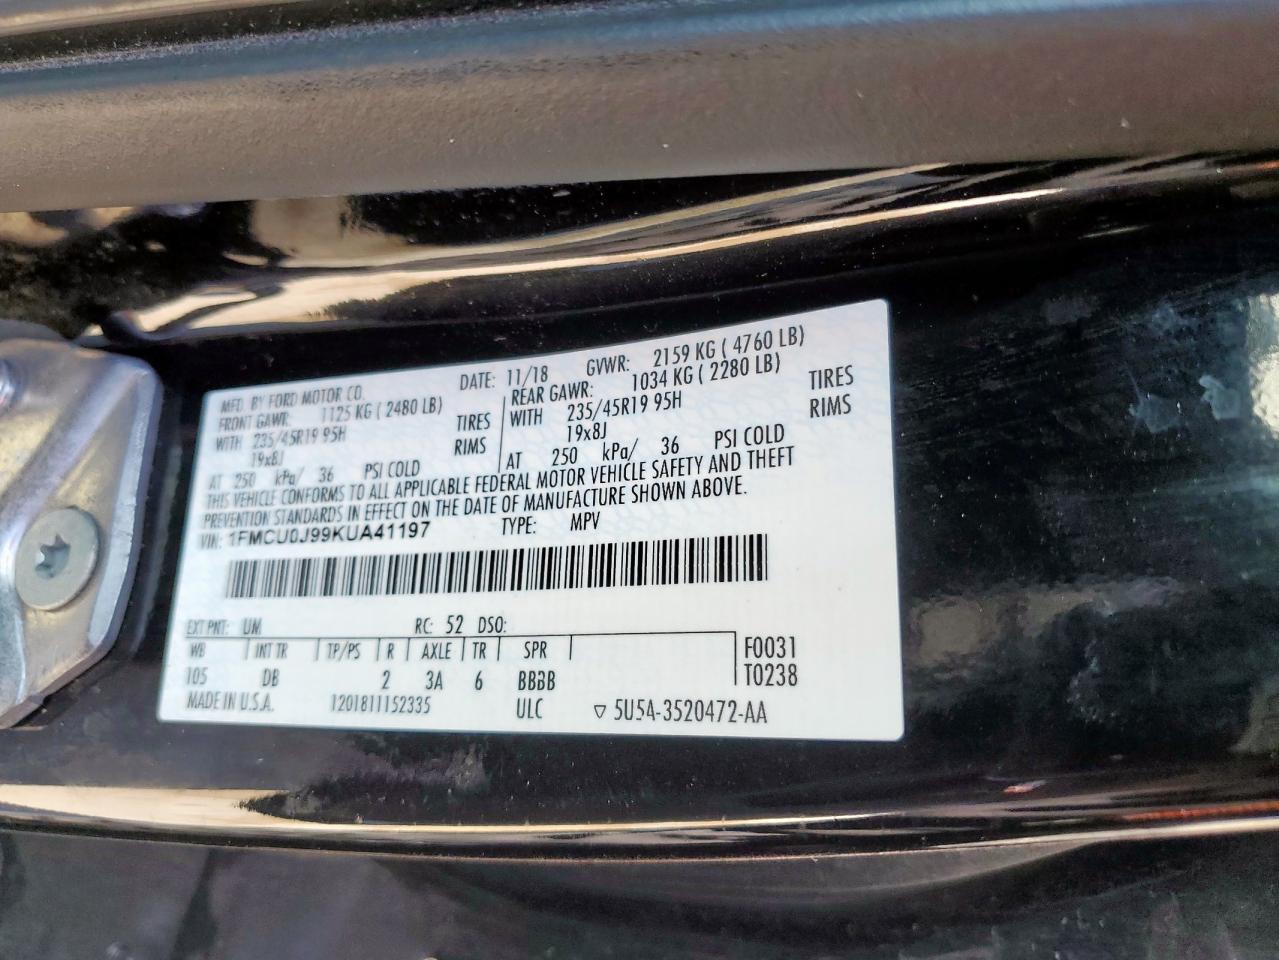 MFD. BY FORD MOTOR CO.
DATE: 11/18 GVWR: 2159 KG ( 4760 LB)
FRONT GAWR: 1125 KG ( 2480 LB)
WITH 235/45R19 95H TIRES
19x8J RIMS
AT 250 kPa/ 36 PSI COLD
REAR GAWR: 1034 KG ( 2280 LB)
WITH 235/45R19 95H TIRES
19x8J RIMS
AT 250 kPa/ 36 PSI COLD
THIS VEHICLE CONFORMS TO ALL APPLICABLE FEDERAL MOTOR VEHICLE SAFETY AND THEFT
PREVENTION STANDARDS IN EFFECT ON THE DATE OF MANUFACTURE SHOWN ABOVE.
VIN: 1FMCU0J99KUA41197 TYPE: MPV
EXT PNT: UM RC: 52 DSO:
WB INT TR TP/PS R AXLE TR SPR F0031
105 DB 2 3A 6 BBBB T0238
MADE IN U.S.A. 1201811152335 ULC ▽ 5U5A-3520472-AA